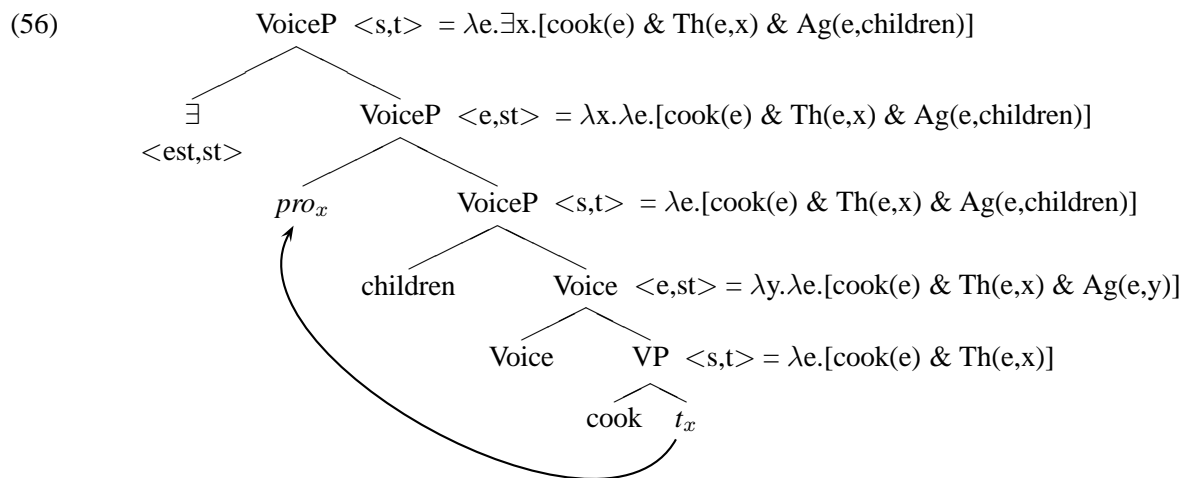 (56) VoiceP <s,t> = λe.∃x.[cook(e) & Th(e,x) & Ag(e,children)]
∃ VoiceP <e,st> = λx.λe.[cook(e) & Th(e,x) & Ag(e,children)]
<est,st>
pro_x VoiceP <s,t> = λe.[cook(e) & Th(e,x) & Ag(e,children)]
children Voice <e,st> = λy.λe.[cook(e) & Th(e,x) & Ag(e,y)]
Voice VP <s,t> = λe.[cook(e) & Th(e,x)]
cook t_x